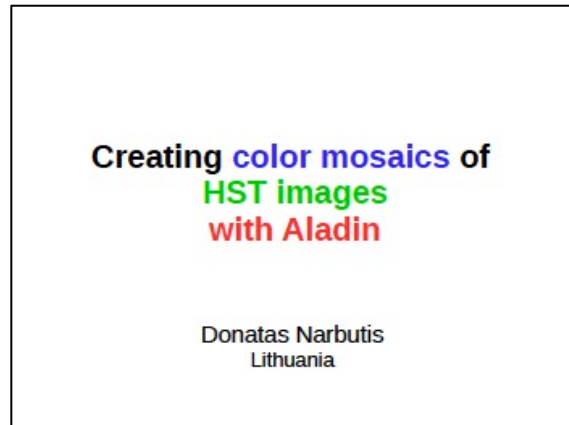 Creating color mosaics of
HST images
with Aladin
Donatas Narbutis
Lithuania